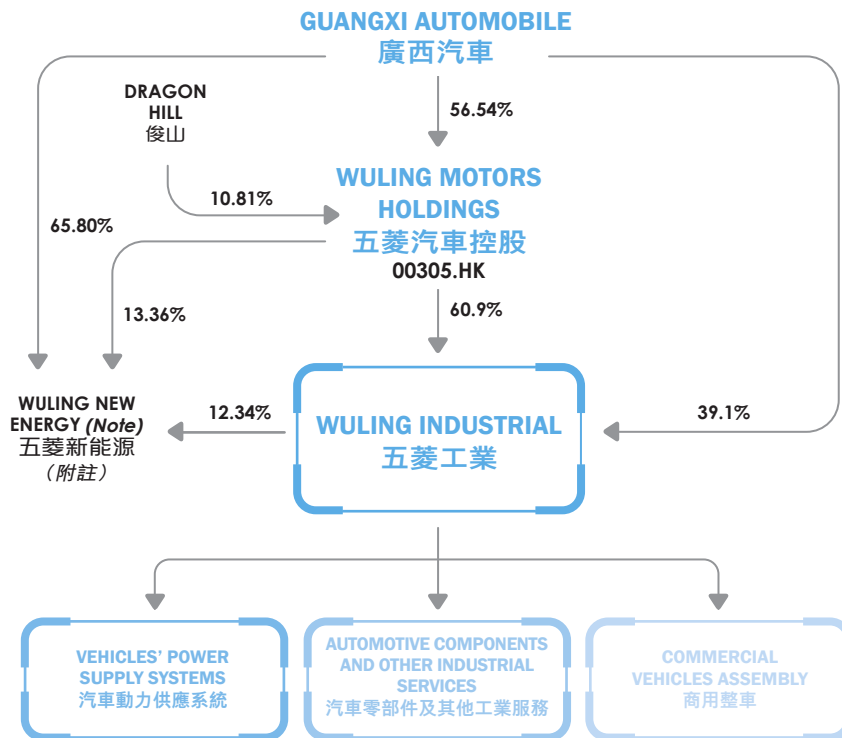 GUANGXI AUTOMOBILE
廣西汽車
DRAGON
HILL
俊山
56.54%
WULING MOTORS
HOLDINGS
五菱汽車控股
00305.HK
10.81%
65.80%
13.36%
60.9%
WULING NEW
ENERGY (Note)
五菱新能源
（附註）
12.34%
WULING INDUSTRIAL
五菱工業
39.1%
VEHICLES' POWER
SUPPLY SYSTEMS
汽車動力供應系統
AUTOMOTIVE COMPONENTS
AND OTHER INDUSTRIAL
SERVICES
汽車零部件及其他工業服務
COMMERCIAL
VEHICLES ASSEMBLY
商用整車